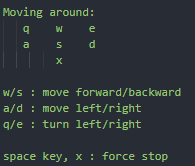 Moving around:
   q    w    e
   a    s    d
        x

w/s : move forward/backward
a/d : move left/right
q/e : turn left/right

space key, x : force stop